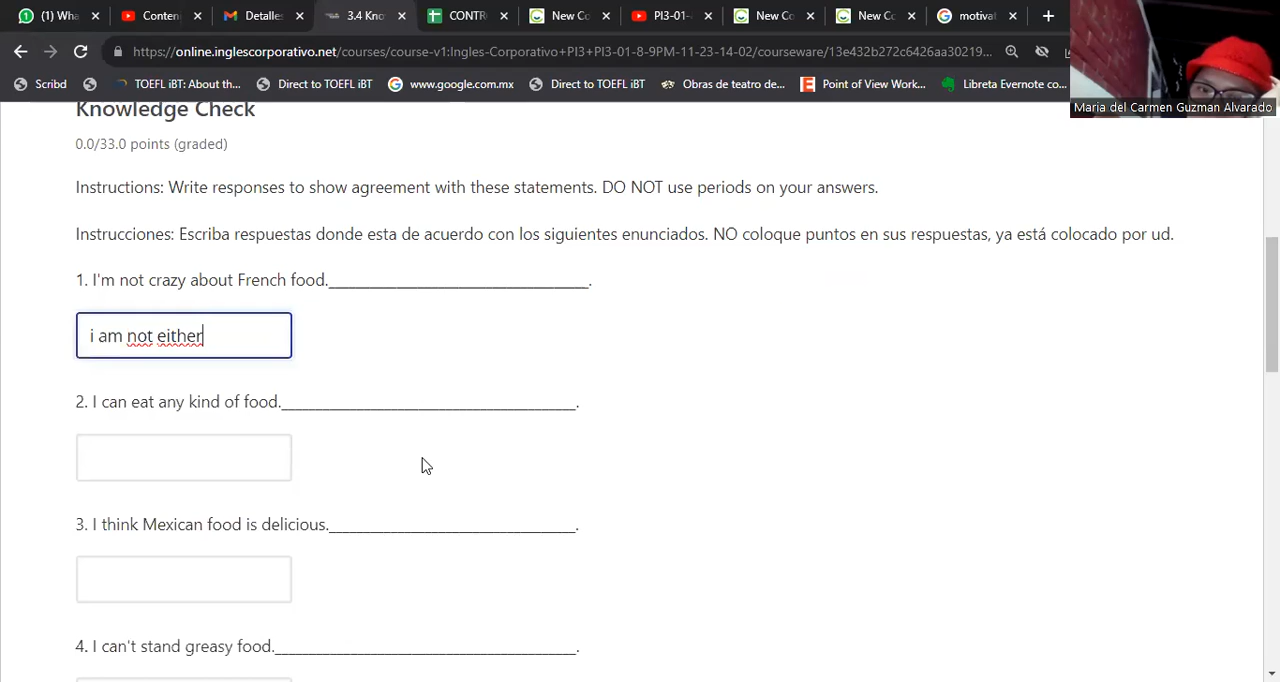 (1) Wha
Conten
Detalle
3.4 Kno
CONTR
New Co
PI3-01-
New Co
New Co
motivat
https://online.inglescorporativo.net/courses/course-v1:Ingles-Corporativo+PI3+PI3-01-8-9PM-11-23-14-02/courseware/13e432b272c6426aa30219...
Scribd
TOEFL iBT: About th...
Direct to TOEFL iBT
www.google.com.mx
Direct to TOEFL iBT
Obras de teatro de...
Point of View Work...
Libreta Evernote co...
Maria del Carmen Guzman Alvarado
Knowledge Check
0.0/33.0 points (graded)
Instructions: Write responses to show agreement with these statements. DO NOT use periods on your answers.
Instrucciones: Escriba respuestas donde esta de acuerdo con los siguientes enunciados. NO coloque puntos en sus respuestas, ya está colocado por ud.
1. I'm not crazy about French food.____________________________.
i am not either
2. I can eat any kind of food.________________________________.
3. I think Mexican food is delicious.___________________________.
4. I can't stand greasy food.________________________________.